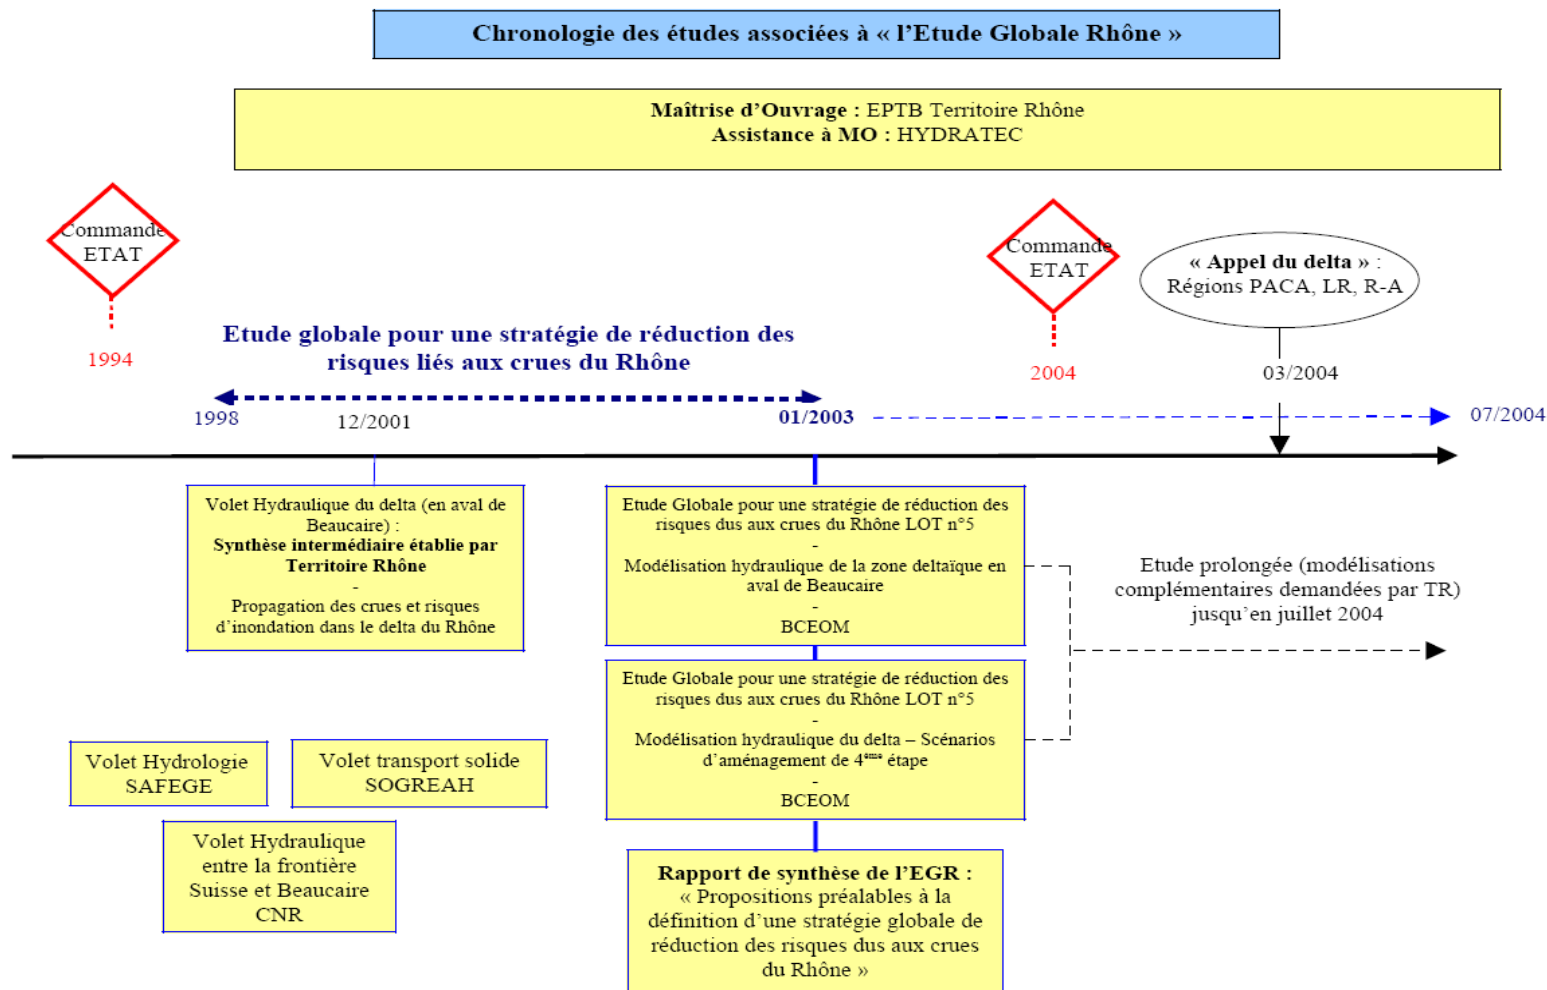 Chronologie des études associées à « l'Etude Globale Rhône »
Maîtrise d'Ouvrage : EPTB Territoire Rhône
Assistance à MO : HYDRATEC
Commande
ETAT
1994
Commande
ETAT
2004
« Appel du delta » :
Régions PACA, LR, R-A
03/2004
Etude globale pour une stratégie de réduction des
risques liés aux crues du Rhône
1998
12/2001
01/2003
07/2004
Volet Hydraulique du delta (en aval de
Beaucaire) :
Synthèse intermédiaire établie par
Territoire Rhône
-
Propagation des crues et risques
d'inondation dans le delta du Rhône
Etude Globale pour une stratégie de réduction des
risques dus aux crues du Rhône LOT n°5
-
Modélisation hydraulique de la zone deltaïque en
aval de Beaucaire
-
BCEOM
Etude prolongée (modélisations
complémentaires demandées par TR)
jusqu'en juillet 2004
Etude Globale pour une stratégie de réduction des
risques dus aux crues du Rhône LOT n°5
-
Modélisation hydraulique du delta – Scénarios
d'aménagement de 4ème étape
-
BCEOM
Volet Hydrologie
SAFEGE
Volet transport solide
SOGREAH
Volet Hydraulique
entre la frontière
Suisse et Beaucaire
CNR
Rapport de synthèse de l'EGR :
« Propositions préalables à la
définition d'une stratégie globale de
réduction des risques dus aux crues
du Rhône »